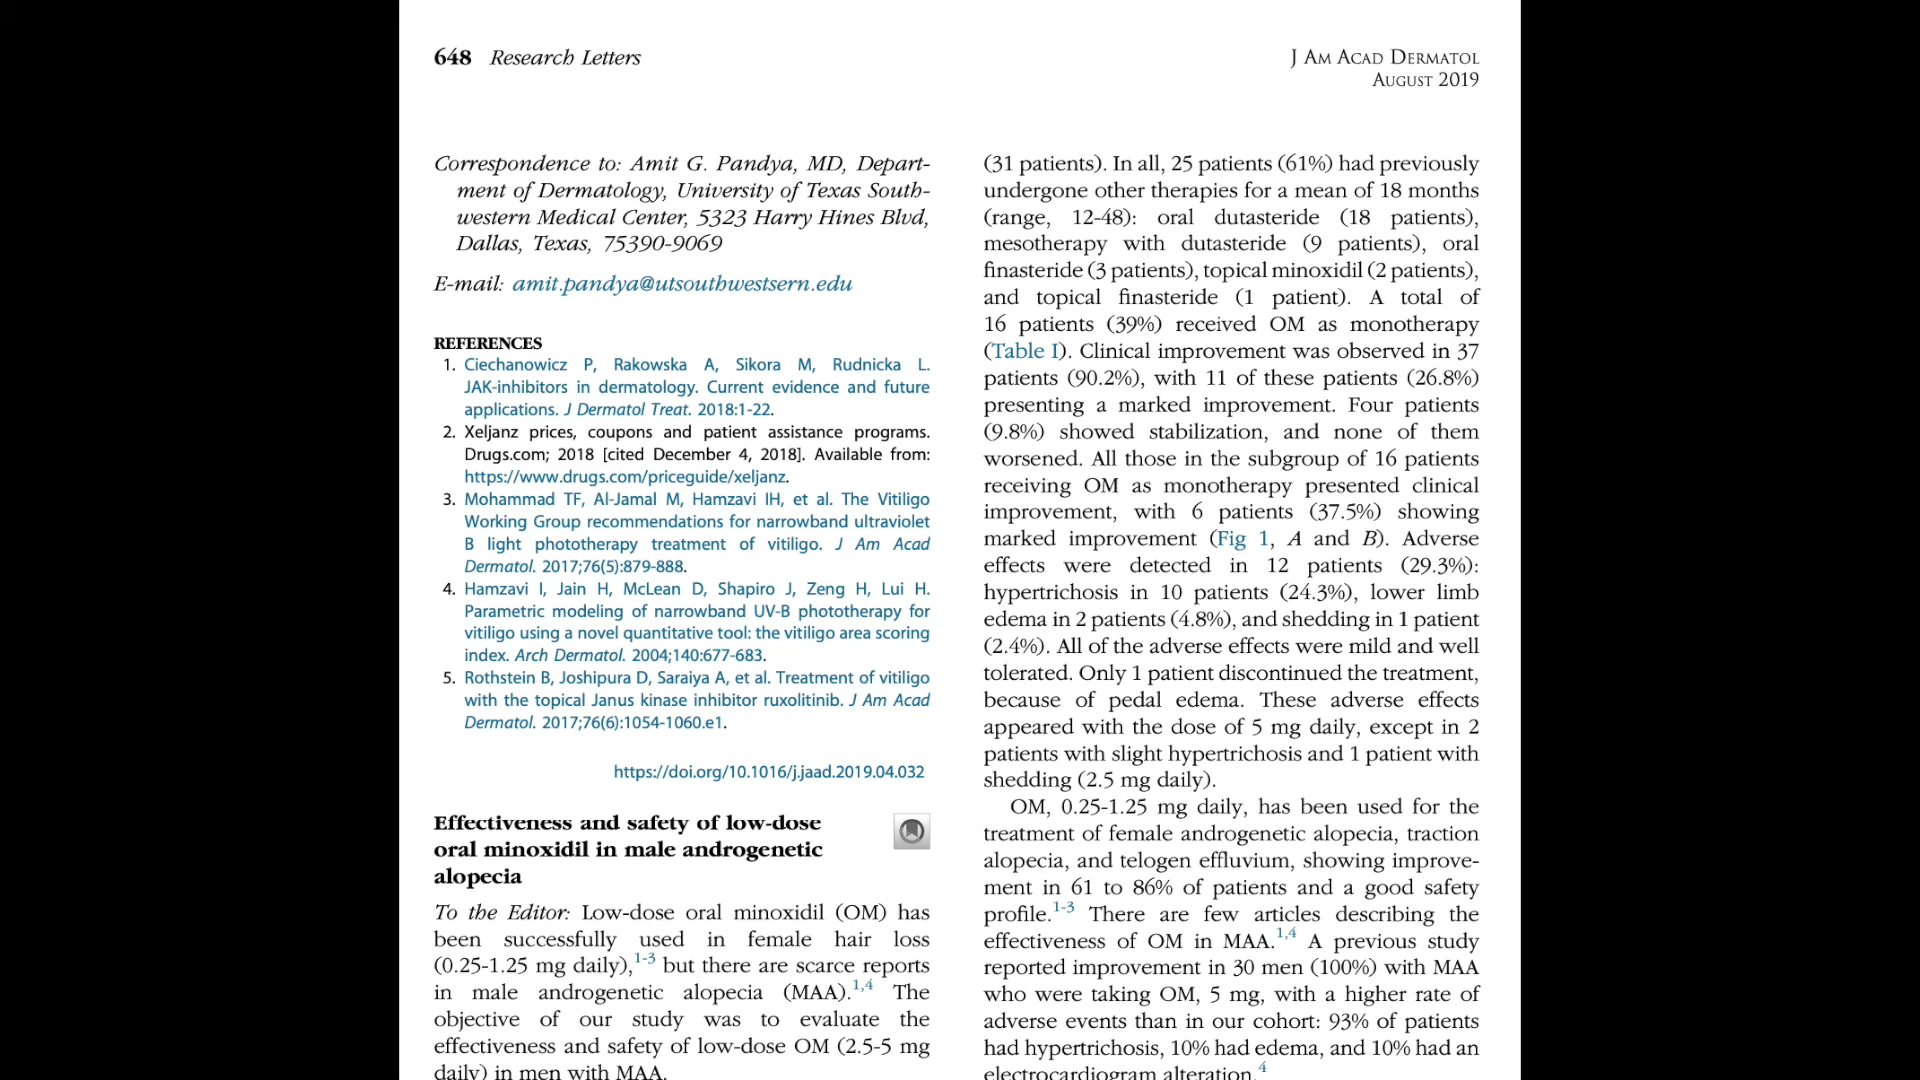 648 Research Letters
J AM ACAD DERMATOL
AUGUST 2019
Correspondence to: Amit G. Pandya, MD, Depart-
ment of Dermatology, University of Texas South-
western Medical Center, 5323 Harry Hines Blvd,
Dallas, Texas, 75390-9069
E-mail: amit.pandya@utsouthwestsern.edu
REFERENCES
1. Ciechanowicz P, Rakowska A, Sikora M, Rudnicka L.
JAK-inhibitors in dermatology. Current evidence and future
applications. J Dermatol Treat. 2018:1-22.
2. Xeljanz prices, coupons and patient assistance programs.
Drugs.com; 2018 [cited December 4, 2018]. Available from:
https://www.drugs.com/priceguide/xeljanz.
3. Mohammad TF, Al-Jamal M, Hamzavi IH, et al. The Vitiligo
Working Group recommendations for narrowband ultraviolet
B light phototherapy treatment of vitiligo. J Am Acad
Dermatol. 2017;76(5):879-888.
4. Hamzavi I, Jain H, McLean D, Shapiro J, Zeng H, Lui H.
Parametric modeling of narrowband UV-B phototherapy for
vitiligo using a novel quantitative tool: the vitiligo area scoring
index. Arch Dermatol. 2004;140:677-683.
5. Rothstein B, Joshipura D, Saraiya A, et al. Treatment of vitiligo
with the topical Janus kinase inhibitor ruxolitinib. J Am Acad
Dermatol. 2017;76(6):1054-1060.e1.
https://doi.org/10.1016/j.jaad.2019.04.032
Effectiveness and safety of low-dose
oral minoxidil in male androgenetic
alopecia
To the Editor: Low-dose oral minoxidil (OM) has
been successfully used in female hair loss
(0.25-1.25 mg daily),1-3 but there are scarce reports
in male androgenetic alopecia (MAA).1,4 The
objective of our study was to evaluate the
effectiveness and safety of low-dose OM (2.5-5 mg
daily) in men with MAA.
(31 patients). In all, 25 patients (61%) had previously
undergone other therapies for a mean of 18 months
(range, 12-48): oral dutasteride (18 patients),
mesotherapy with dutasteride (9 patients), oral
finasteride (3 patients), topical minoxidil (2 patients),
and topical finasteride (1 patient). A total of
16 patients (39%) received OM as monotherapy
(Table I). Clinical improvement was observed in 37
patients (90.2%), with 11 of these patients (26.8%)
presenting a marked improvement. Four patients
(9.8%) showed stabilization, and none of them
worsened. All those in the subgroup of 16 patients
receiving OM as monotherapy presented clinical
improvement, with 6 patients (37.5%) showing
marked improvement (Fig 1, A and B). Adverse
effects were detected in 12 patients (29.3%):
hypertrichosis in 10 patients (24.3%), lower limb
edema in 2 patients (4.8%), and shedding in 1 patient
(2.4%). All of the adverse effects were mild and well
tolerated. Only 1 patient discontinued the treatment,
because of pedal edema. These adverse effects
appeared with the dose of 5 mg daily, except in 2
patients with slight hypertrichosis and 1 patient with
shedding (2.5 mg daily).
OM, 0.25-1.25 mg daily, has been used for the
treatment of female androgenetic alopecia, traction
alopecia, and telogen effluvium, showing improve-
ment in 61 to 86% of patients and a good safety
profile.1-3 There are few articles describing the
effectiveness of OM in MAA.1,4 A previous study
reported improvement in 30 men (100%) with MAA
who were taking OM, 5 mg, with a higher rate of
adverse events than in our cohort: 93% of patients
had hypertrichosis, 10% had edema, and 10% had an
electrocardiogram alteration.4